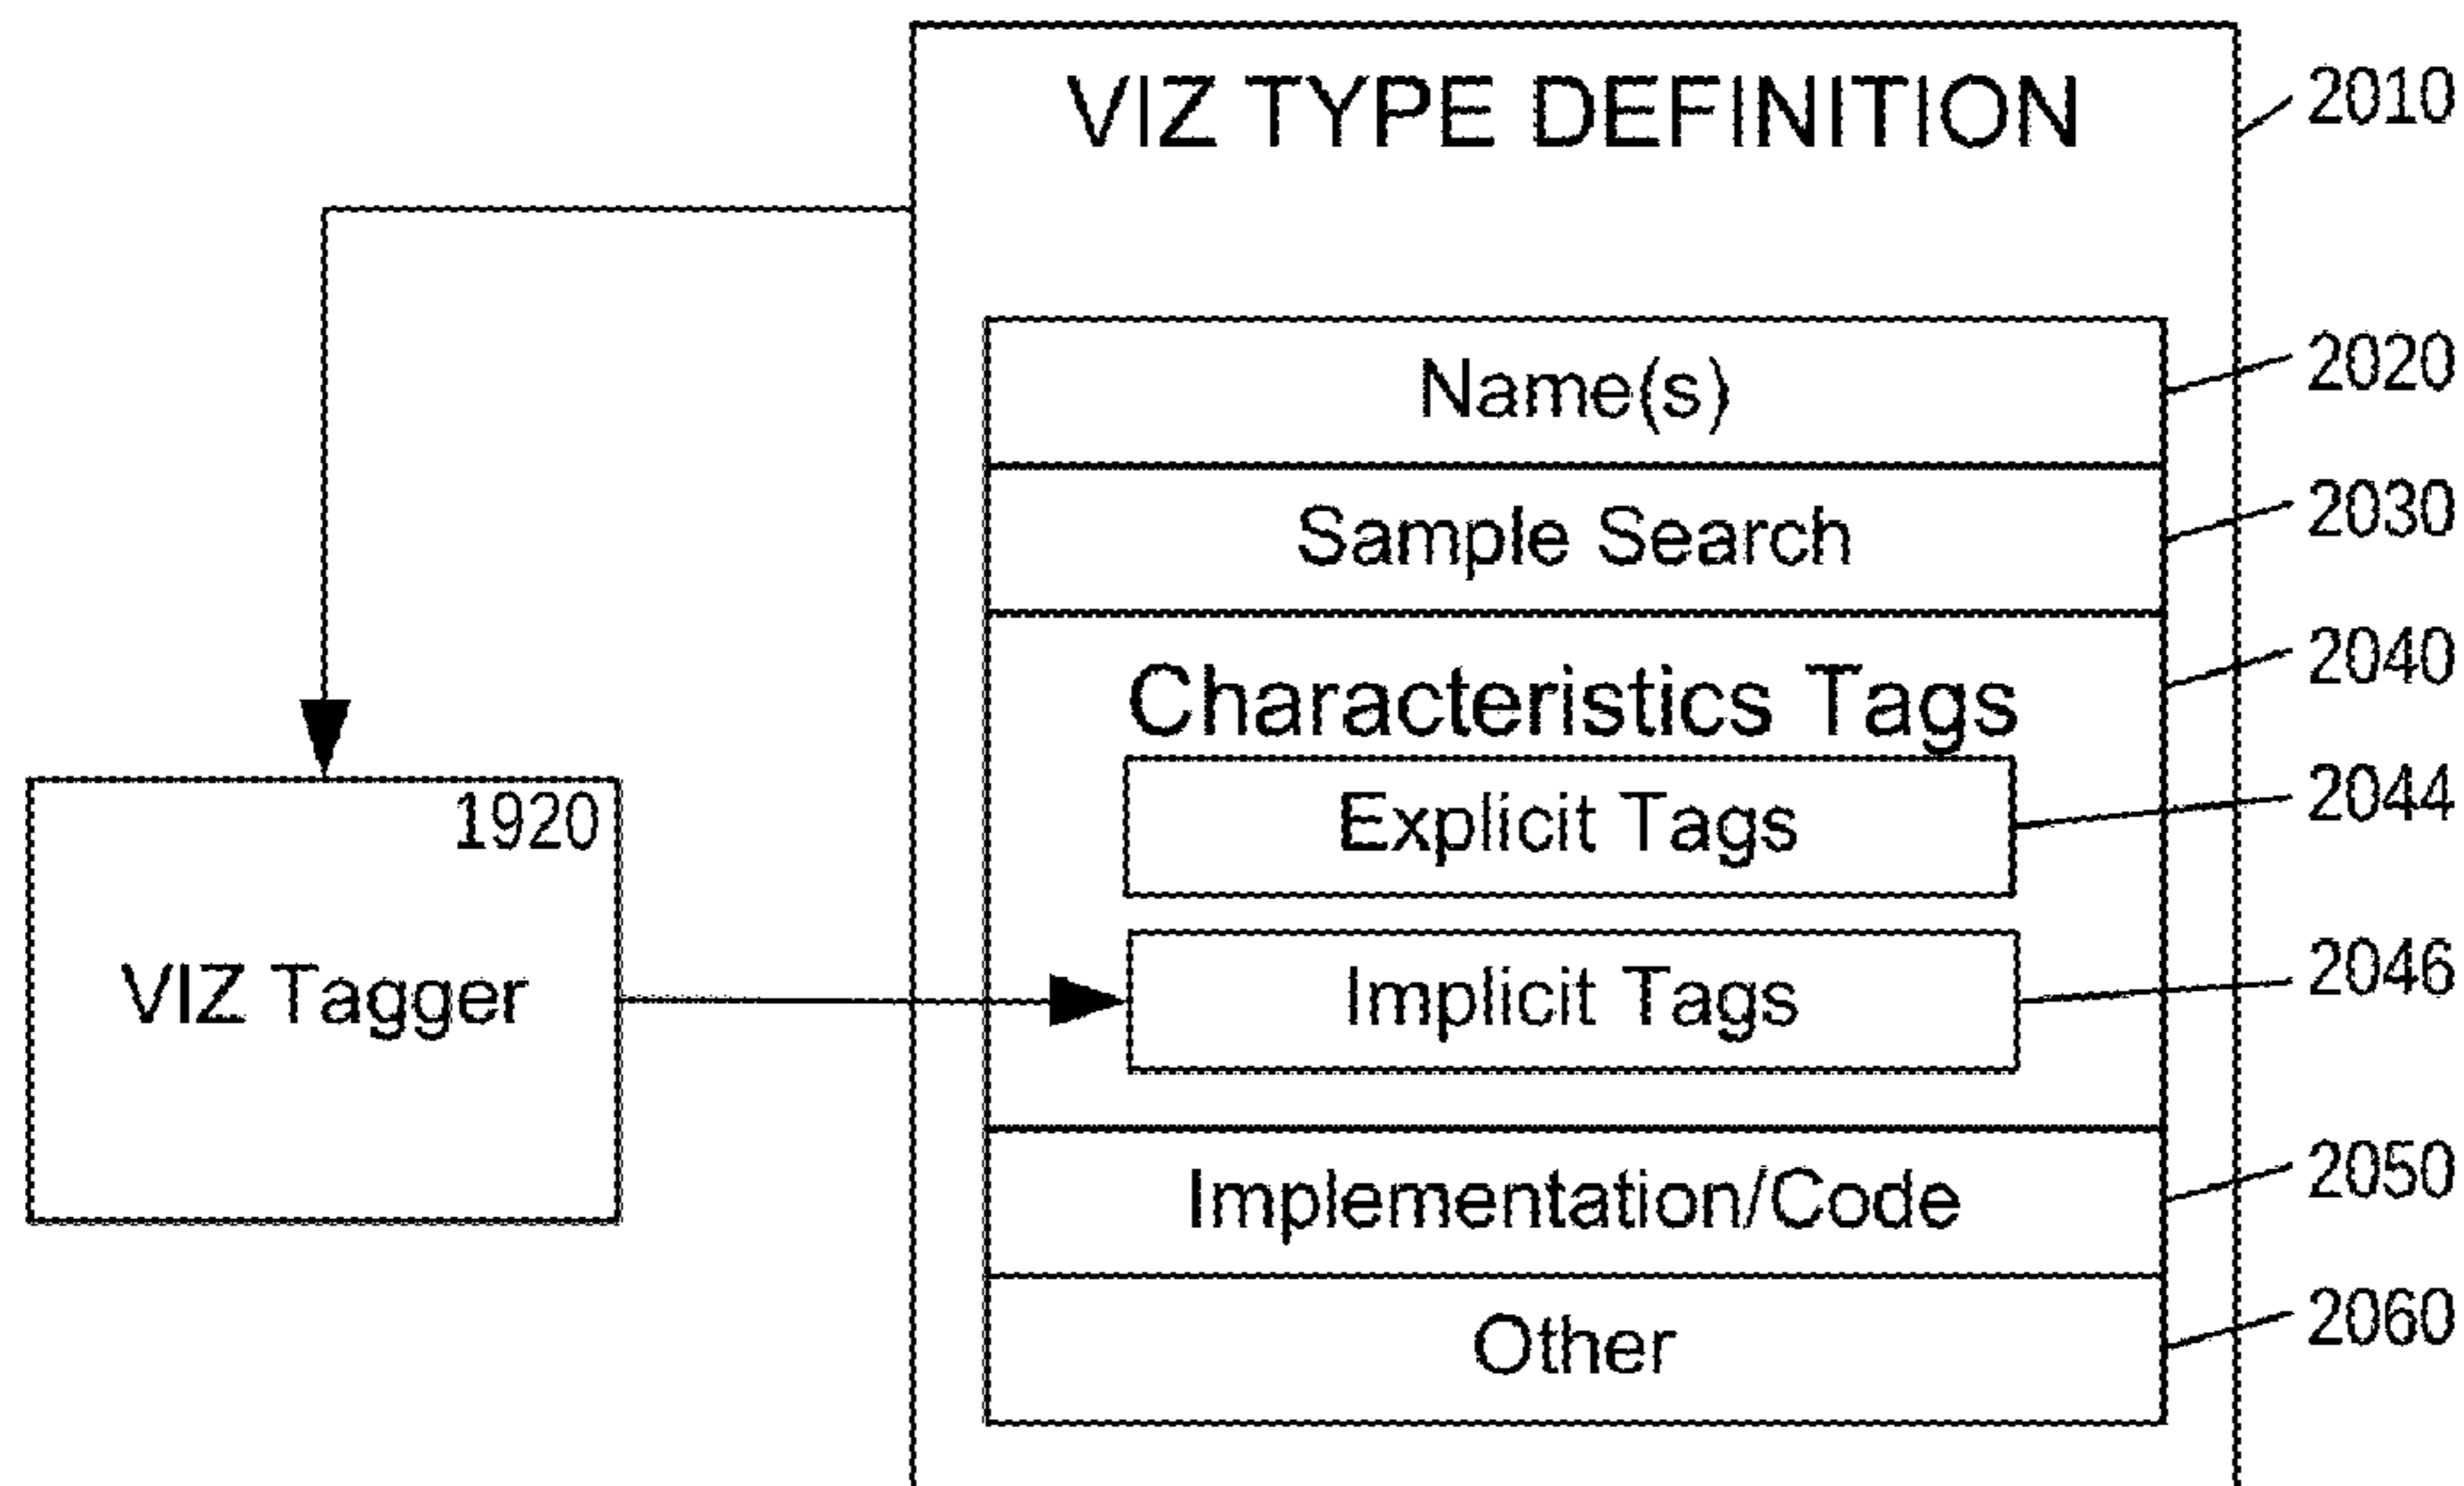 VIZ TYPE DEFINITION
2010
Name(s)
2020
Sample Search
2030
Characteristics Tags
2040
Explicit Tags
2044
1920
VIZ Tagger
Implicit Tags
2046
Implementation/Code
2050
Other
2060